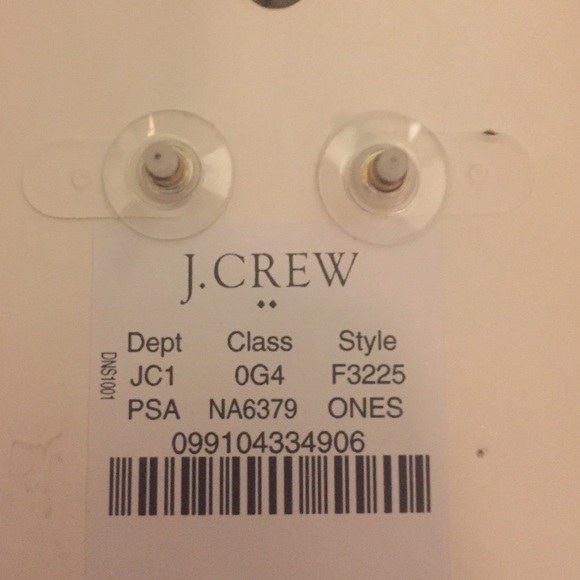 J.CREW
Dept Class Style
JC1 0G4 F3225
PSA NA6379 ONES
099104334906
DNS1001